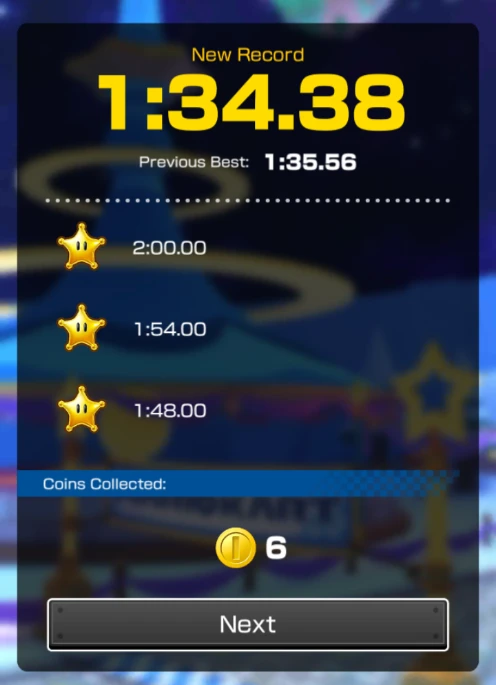 New Record
1:34.38
Previous Best: 1:35.56
2:00.00
1:54.00
1:48.00
Coins Collected:
6
Next